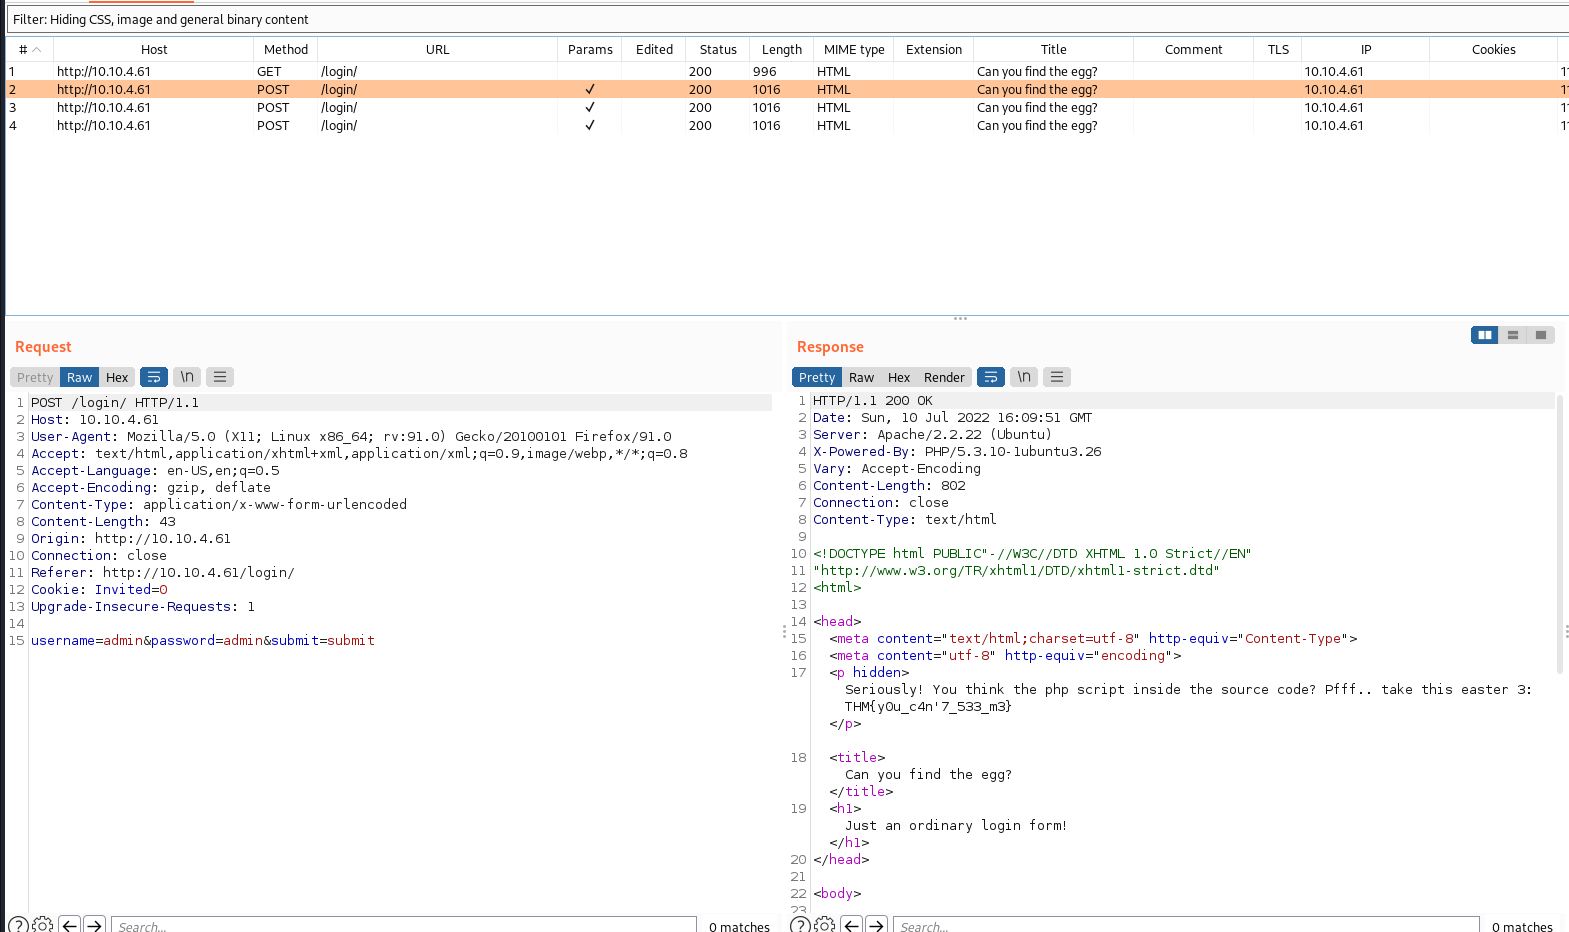 Filter: Hiding CSS, image and general binary content
# Host Method URL Params Edited Status Length MIME type Extension Title Comment TLS IP Cookies
1 http://10.10.4.61 GET /login/ 200 996 HTML Can you find the egg? 10.10.4.61
2 http://10.10.4.61 POST /login/ ✓ 200 1016 HTML Can you find the egg? 10.10.4.61
3 http://10.10.4.61 POST /login/ ✓ 200 1016 HTML Can you find the egg? 10.10.4.61
4 http://10.10.4.61 POST /login/ ✓ 200 1016 HTML Can you find the egg? 10.10.4.61
Request
Pretty Raw Hex \n
1 POST /login/ HTTP/1.1
2 Host: 10.10.4.61
3 User-Agent: Mozilla/5.0 (X11; Linux x86_64; rv:91.0) Gecko/20100101 Firefox/91.0
4 Accept: text/html,application/xhtml+xml,application/xml;q=0.9,image/webp,*/*;q=0.8
5 Accept-Language: en-US,en;q=0.5
6 Accept-Encoding: gzip, deflate
7 Content-Type: application/x-www-form-urlencoded
8 Content-Length: 43
9 Origin: http://10.10.4.61
10 Connection: close
11 Referer: http://10.10.4.61/login/
12 Cookie: Invited=0
13 Upgrade-Insecure-Requests: 1
14
15 username=admin&password=admin&submit=submit
Search...
0 matches
Response
Pretty Raw Hex Render \n
1 HTTP/1.1 200 OK
2 Date: Sun, 10 Jul 2022 16:09:51 GMT
3 Server: Apache/2.2.22 (Ubuntu)
4 X-Powered-By: PHP/5.3.10-1ubuntu3.26
5 Vary: Accept-Encoding
6 Content-Length: 802
7 Connection: close
8 Content-Type: text/html
9
10 <!DOCTYPE html PUBLIC"-//W3C//DTD XHTML 1.0 Strict//EN"
11 "http://www.w3.org/TR/xhtml1/DTD/xhtml1-strict.dtd"
12 <html>
13
14 <head>
15 <meta content="text/html;charset=utf-8" http-equiv="Content-Type">
16 <meta content="utf-8" http-equiv="encoding">
17 <p hidden>
Seriously! You think the php script inside the source code? Pfff.. take this easter 3:
THM{y0u_c4n'7_533_m3}
</p>
18 <title>
Can you find the egg?
</title>
19 <h1>
Just an ordinary login form!
</h1>
20 </head>
21
22 <body>
23
Search...
0 matches